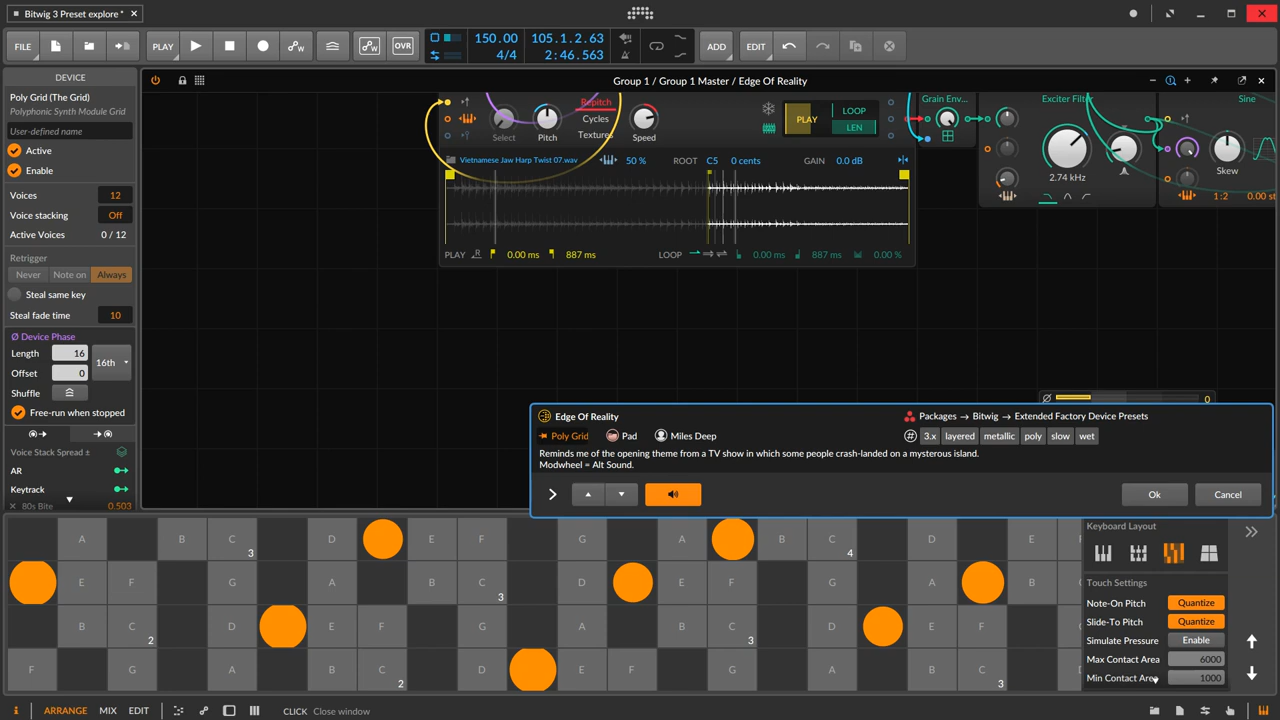 Bitwig 3 Preset explore *
FILE
PLAY
OVR
150.00
4/4
105.1.2.63
2:46.563
ADD
EDIT
DEVICE
Poly Grid (The Grid)
Polyphonic Synth Module Grid
User-defined name
Active
Enable
Voices 12
Voice stacking Off
Active Voices 0 / 12
Retrigger
Never Note on Always
Steal same key
Steal fade time 10
Ø Device Phase
Length 16
16th
Offset 0
Shuffle
Free-run when stopped
Voice Stack Spread ±
AR
Keytrack
80s Bite 0.503
Group 1 / Group 1 Master / Edge Of Reality
Select
Pitch
Repitch
Cycles
Textures
Speed
PLAY
LOOP
LEN
Grain Env...
Exciter Filter
2.74 kHz
Sine
Skew
1:2 0.00 st
Vietnamese Jaw Harp Twist 07.wav 50 % ROOT C5 0 cents GAIN 0.0 dB
PLAY 0.00 ms 887 ms LOOP 0.00 ms 887 ms 0.00 %
Ø 0
Edge Of Reality
Packages → Bitwig → Extended Factory Device Presets
Poly Grid Pad Miles Deep
3.x layered metallic poly slow wet
Reminds me of the opening theme from a TV show in which some people crash-landed on a mysterious island.
Modwheel = Alt Sound.
Ok Cancel
A B C 3 D E F G A B C 4 D E
E F G A B C 3 D E F G A B
B C 2 D E F G A B C 3 D E F
F G A B C 2 D E F G A B C 3
Keyboard Layout
Touch Settings
Note-On Pitch Quantize
Slide-To Pitch Quantize
Simulate Pressure Enable
Max Contact Area 6000
Min Contact Area 1000
i ARRANGE MIX EDIT
CLICK Close window